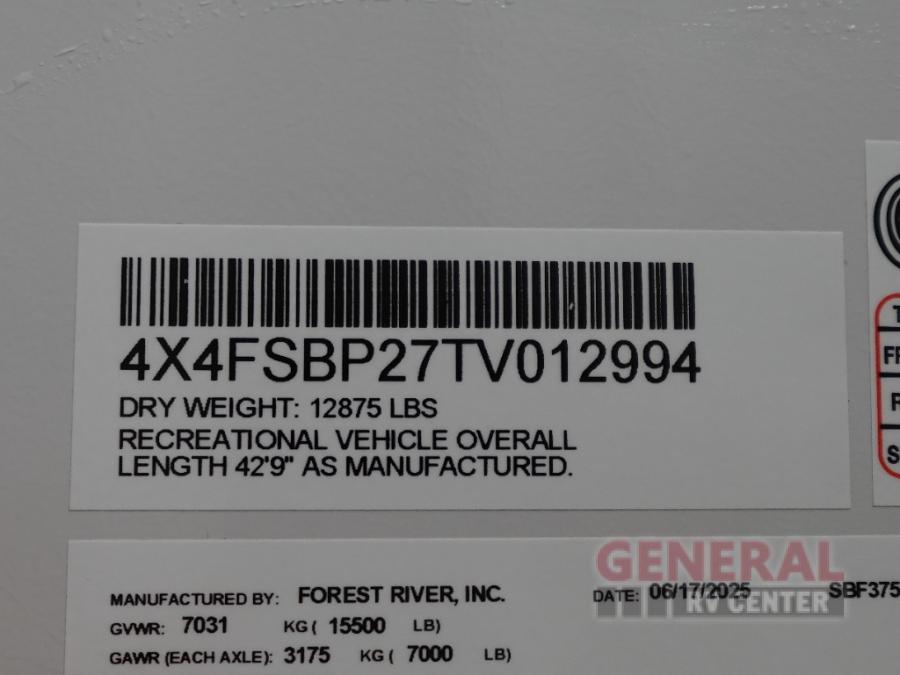 4X4FSBP27TV012994
DRY WEIGHT: 12875 LBS
RECREATIONAL VEHICLE OVERALL
LENGTH 42'9" AS MANUFACTURED.
MANUFACTURED BY: FOREST RIVER, INC. DATE: 06/17/2025 SBF375
GVWR: 7031 KG ( 15500 LB)
GAWR (EACH AXLE): 3175 KG ( 7000 LB)
GENERAL
RV CENTER